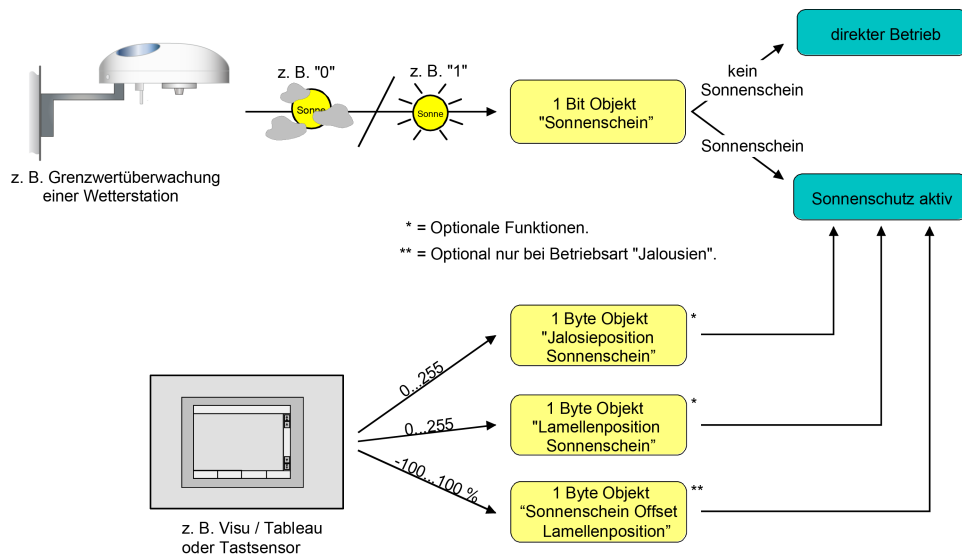 direkter Betrieb
z. B. "0"
z. B. "1"
kein
Sonnenschein
Sonne
Sonne
1 Bit Objekt
"Sonnenschein”
Sonnenschein
z. B. Grenzwertüberwachung
einer Wetterstation
Sonnenschutz aktiv
* = Optionale Funktionen.
** = Optional nur bei Betriebsart "Jalousien".
1 Byte Objekt
"Jalosieposition
Sonnenschein”
*
0...255
1 Byte Objekt
"Lamellenposition
Sonnenschein”
*
0...255
-100...100 %
1 Byte Objekt
“Sonnenschein Offset
Lamellenposition”
**
z. B. Visu / Tableau
oder Tastsensor